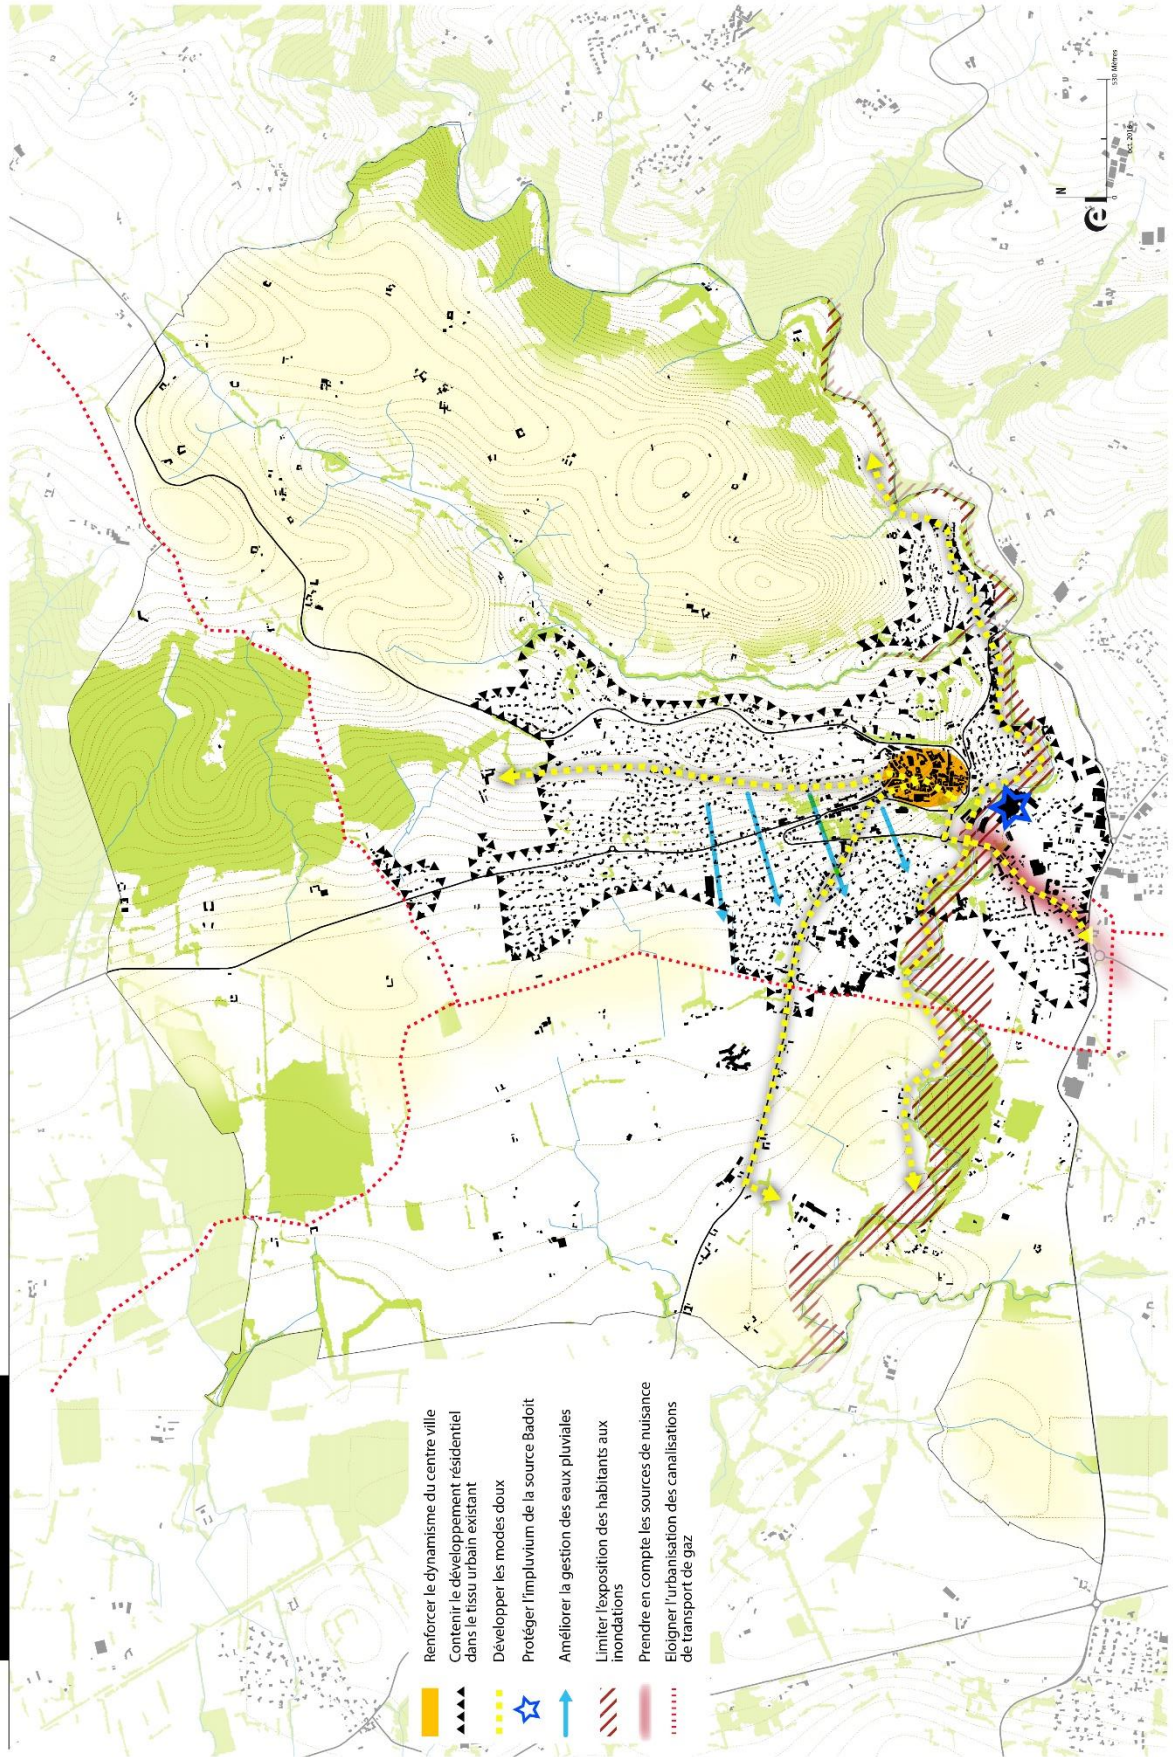 Renforcer le dynamisme du centre ville
Contenir le développement résidentiel
dans le tissu urbain existant
Développer les modes doux
Protéger l'impluvium de la source Badoit
Améliorer la gestion des eaux pluviales
Limiter l'exposition des habitants aux
inondations
Prendre en compte les sources de nuisance
Eloigner l'urbanisation des canalisations
de transport de gaz
N
0
530 Mètres